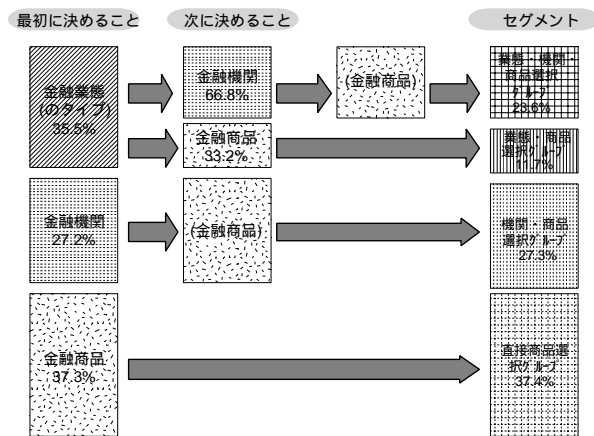 最初に決めること
次に決めること
セグメント
金融業態
(のタイプ)
35.5%
金融機関
66.8%
(金融商品)
業態・機関・
商品選択
ｸﾞﾙｰﾌﾟ
23.6%
金融商品
33.2%
業態・商品
選択ｸﾞﾙｰﾌﾟ
11.7%
金融機関
27.2%
(金融商品)
機関・商品
選択ｸﾞﾙｰﾌﾟ
27.3%
金融商品
37.3%
直接商品選
択ｸﾞﾙｰﾌﾟ
37.4%